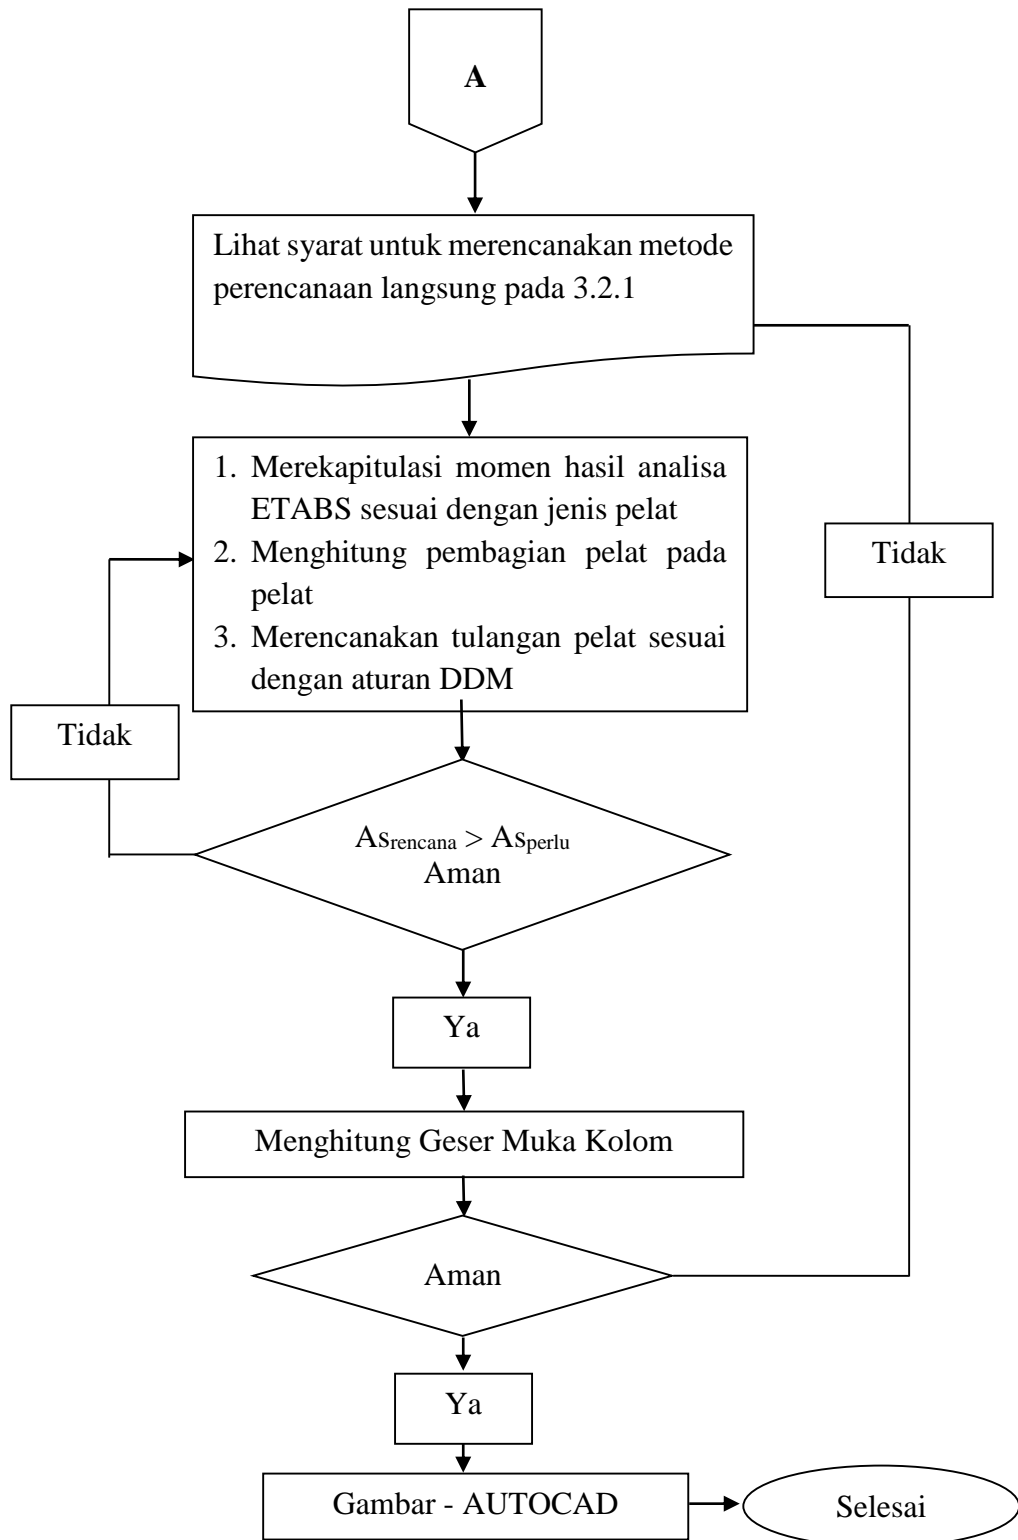 A
Lihat syarat untuk merencanakan metode
perencanaan langsung pada 3.2.1
1. Merekapitulasi momen hasil analisa
ETABS sesuai dengan jenis pelat
2. Menghitung pembagian pelat pada
pelat
3. Merencanakan tulangan pelat sesuai
dengan aturan DDM
Tidak
Tidak
Asrencana > Asperlu
Aman
Ya
Menghitung Geser Muka Kolom
Aman
Ya
Gambar - AUTOCAD
Selesai